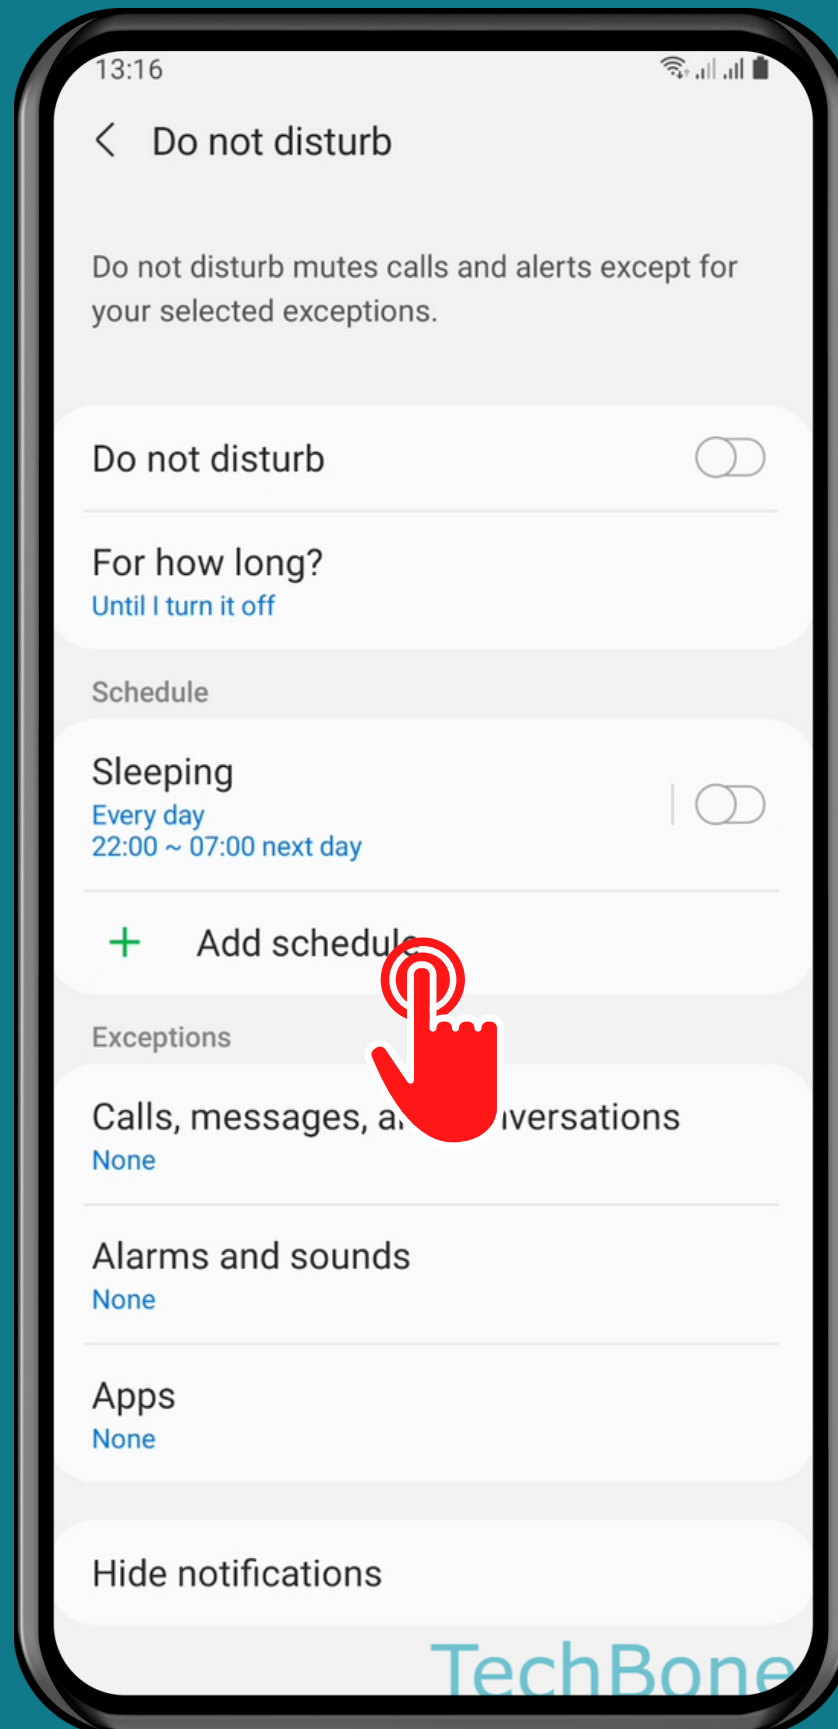 13:16
Do not disturb
Do not disturb mutes calls and alerts except for
your selected exceptions.
Do not disturb
For how long?
Until I turn it off
Schedule
Sleeping
Every day
22:00 ~ 07:00 next day
+ Add schedule
Exceptions
Calls, messages,
None
Alarms and sounds
None
Apps
None
Hide notifications
TechBone